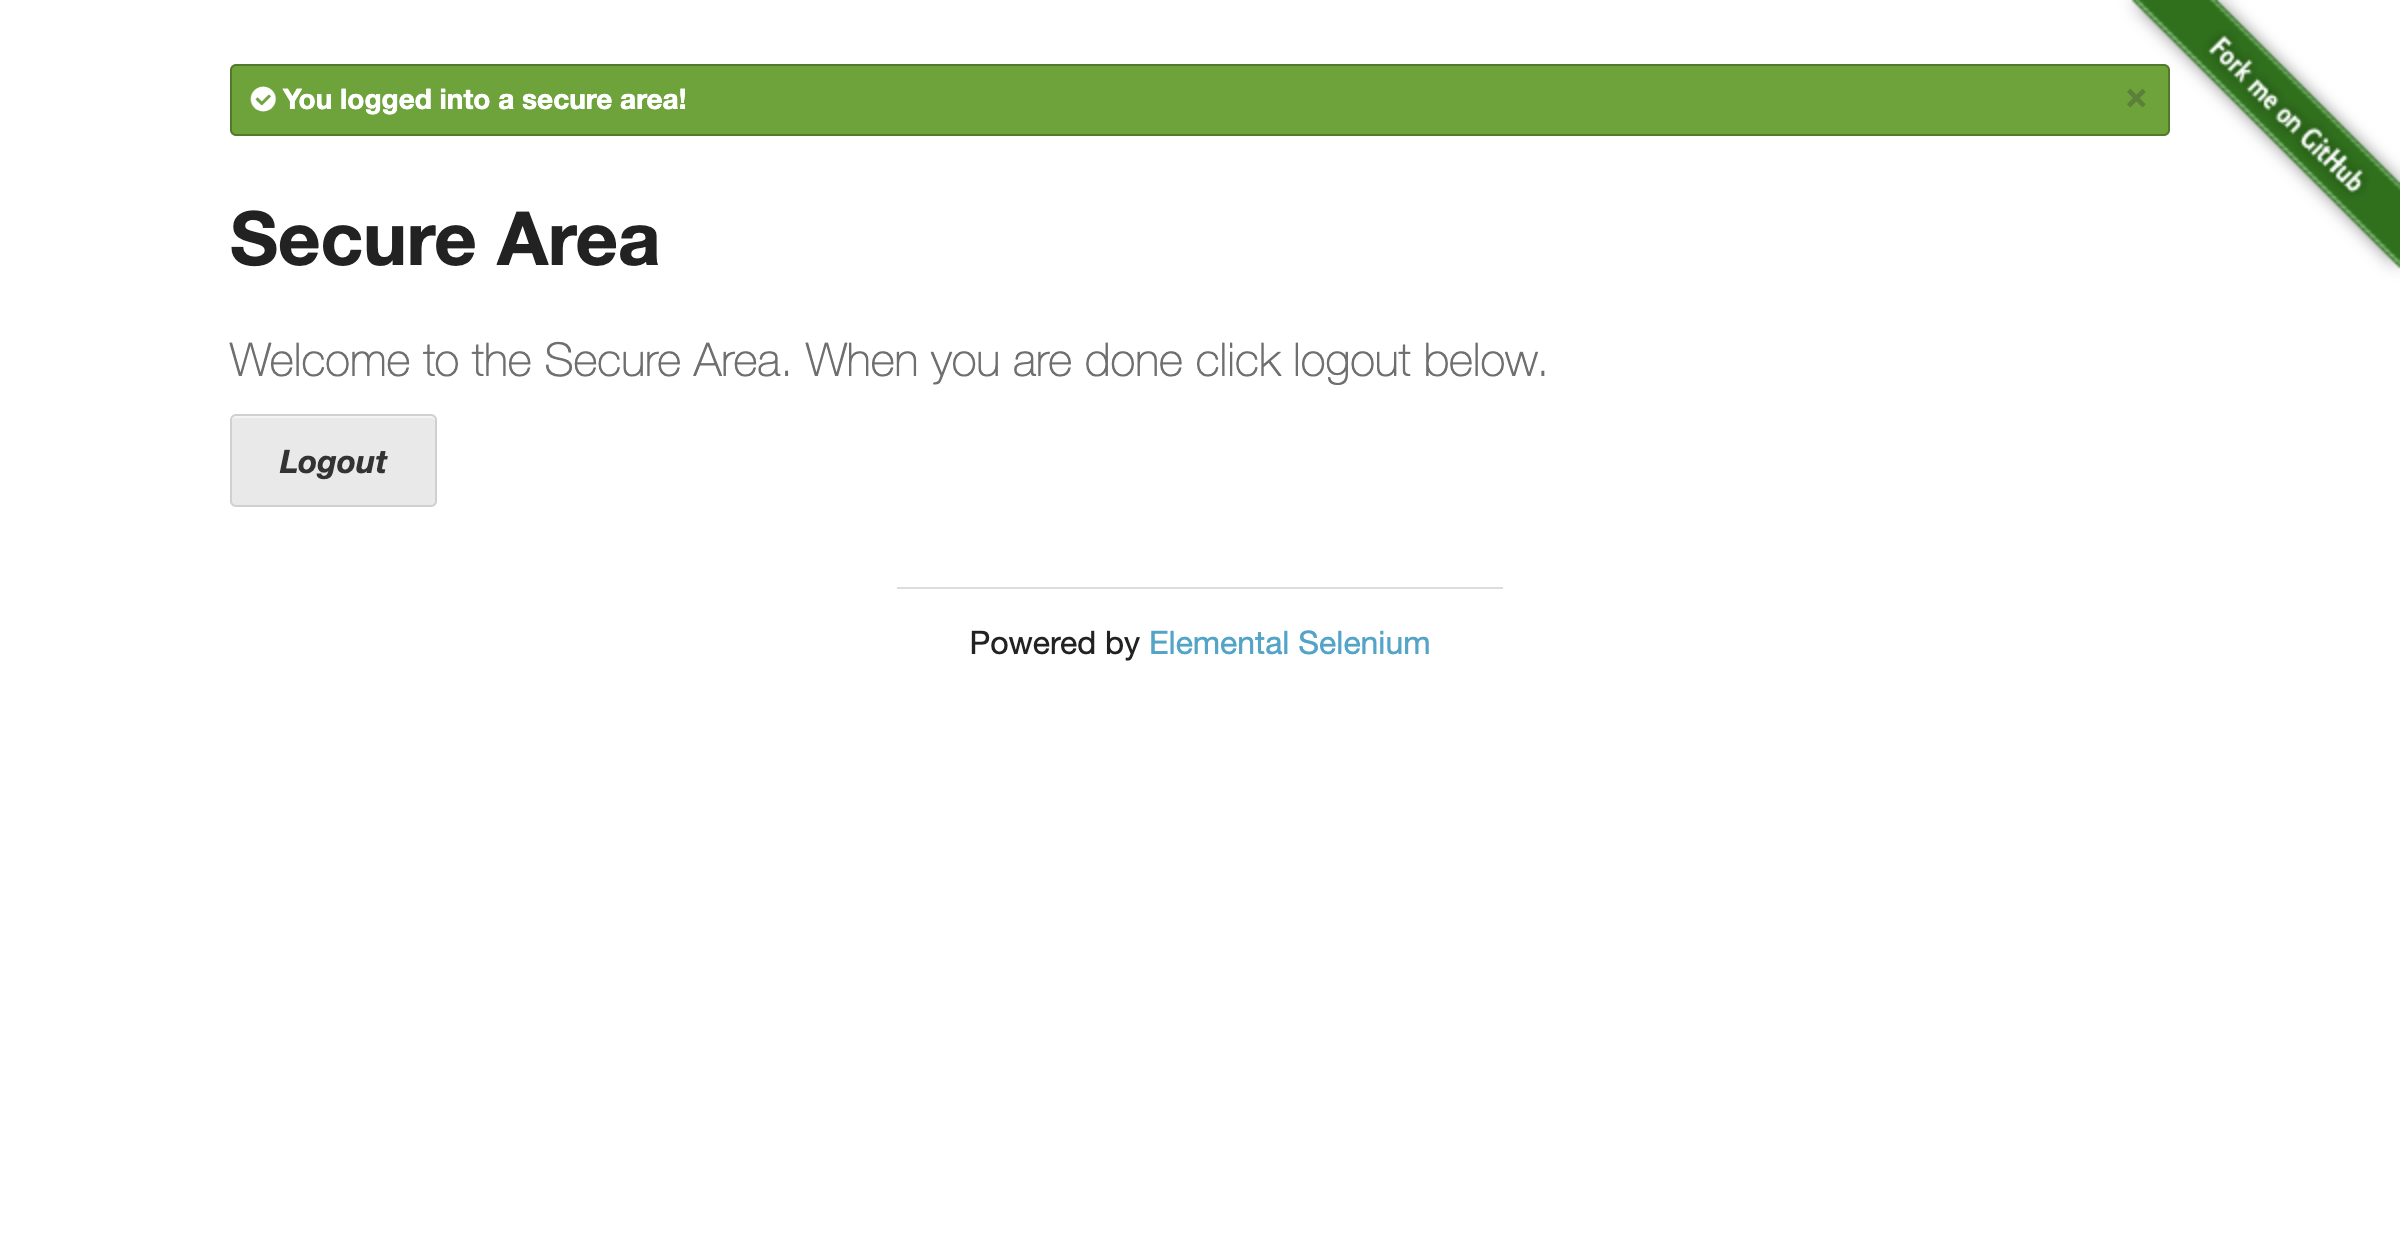 You logged into a secure area!
×
Fork me on GitHub
Secure Area
Welcome to the Secure Area. When you are done click logout below.
Logout
Powered by Elemental Selenium